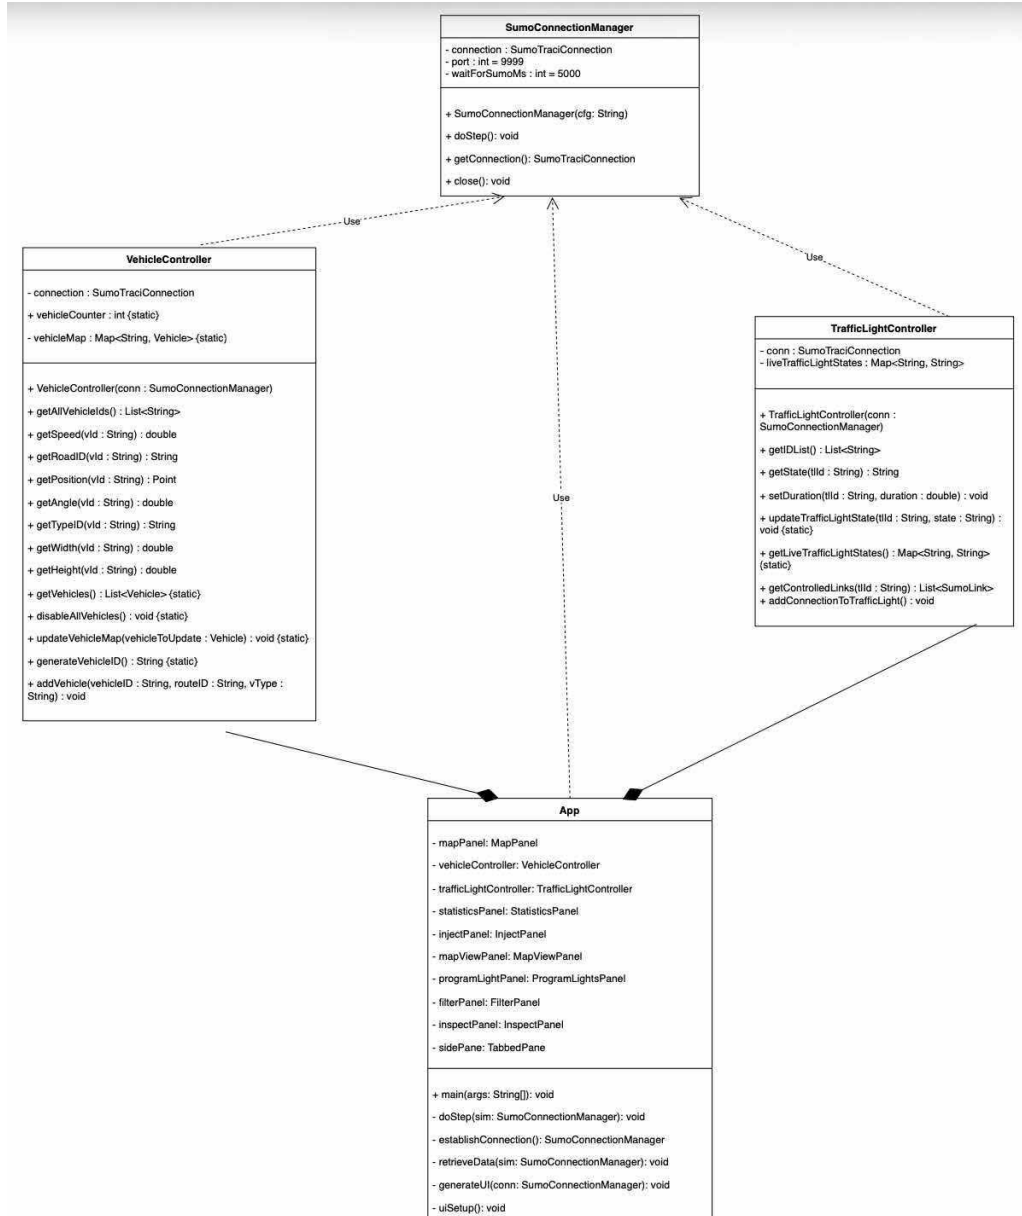 SumoConnectionManager
- connection : SumoTraciConnection
- port : int = 9999
- waitForSumoMs : int = 5000
+ SumoConnectionManager(cfg: String)
+ doStep(): void
+ getConnection(): SumoTraciConnection
+ close(): void
Use
Use
Use
VehicleController
- connection : SumoTraciConnection
+ vehicleCounter : int {static}
- vehicleMap : Map<String, Vehicle> {static}
+ VehicleController(conn : SumoConnectionManager)
+ getAllVehicleIds() : List<String>
+ getSpeed(vId : String) : double
+ getRoadID(vId : String) : String
+ getPosition(vId : String) : Point
+ getAngle(vId : String) : double
+ getTypeID(vId : String) : String
+ getWidth(vId : String) : double
+ getHeight(vId : String) : double
+ getVehicles() : List<Vehicle> {static}
+ disableAllVehicles() : void {static}
+ updateVehicleMap(vehicleToUpdate : Vehicle) : void {static}
+ generateVehicleID() : String {static}
+ addVehicle(vehicleID : String, routeID : String, vType :
String) : void
TrafficLightController
- conn : SumoTraciConnection
- liveTrafficLightStates : Map<String, String>
+ TrafficLightController(conn :
SumoConnectionManager)
+ getIDList() : List<String>
+ getState(tlId : String) : String
+ setDuration(tlId : String, duration : double) : void
+ updateTrafficLightState(tlId : String, state : String) :
void {static}
+ getLiveTrafficLightStates() : Map<String, String>
{static}
+ getControlledLinks(tlId : String) : List<SumoLink>
+ addConnectionToTrafficLight() : void
App
- mapPanel: MapPanel
- vehicleController: VehicleController
- trafficLightController: TrafficLightController
- statisticsPanel: StatisticsPanel
- injectPanel: InjectPanel
- mapViewPanel: MapViewPanel
- programLightPanel: ProgramLightsPanel
- filterPanel: FilterPanel
- inspectPanel: InspectPanel
- sidePane: TabbedPane
+ main(args: String[]): void
- doStep(sim: SumoConnectionManager): void
- establishConnection(): SumoConnectionManager
- retrieveData(sim: SumoConnectionManager): void
- generateUI(conn: SumoConnectionManager): void
- uiSetup(): void